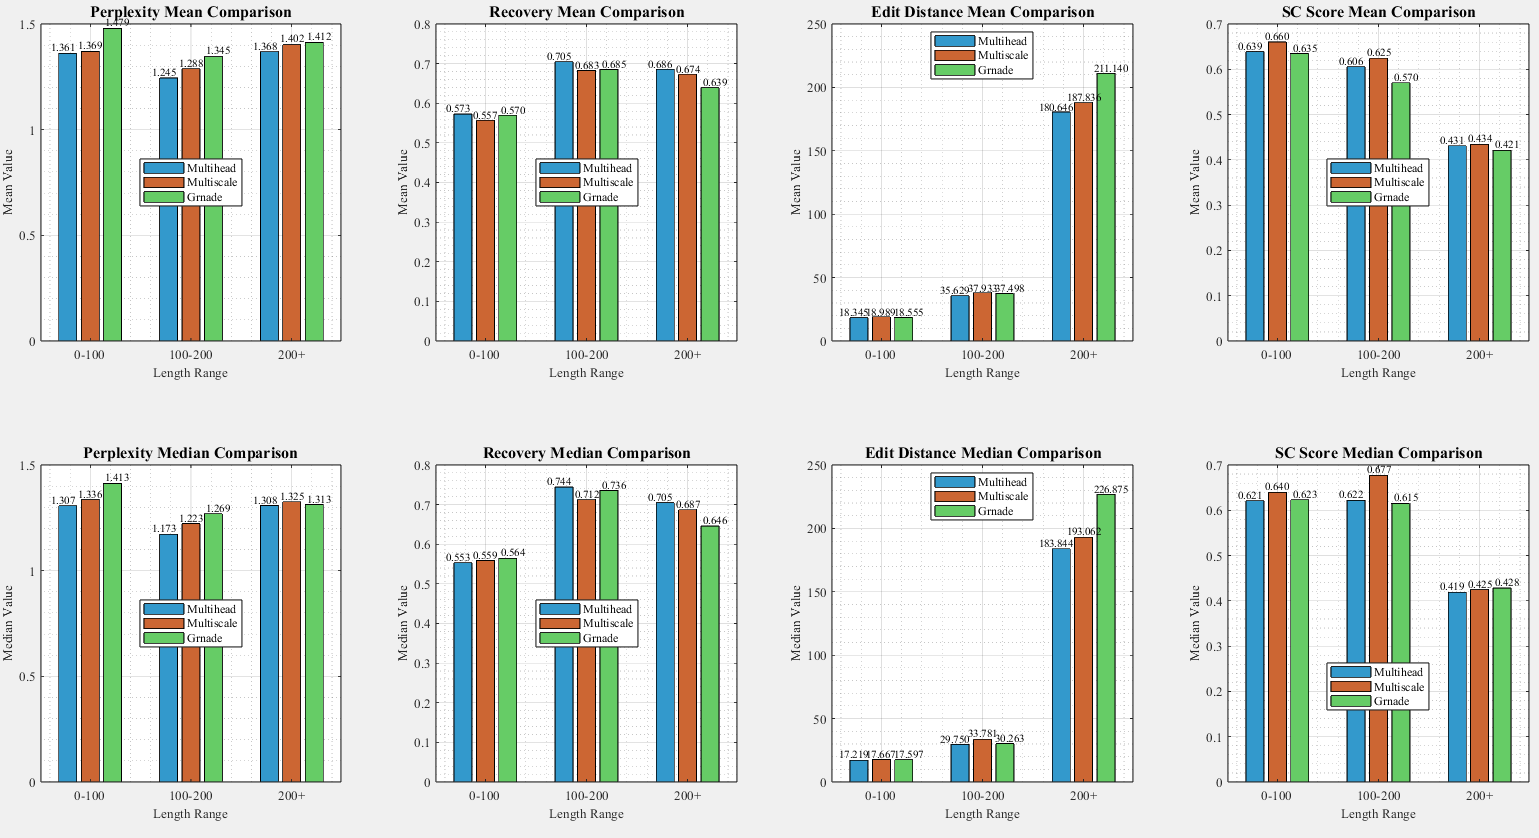 Perplexity Mean Comparison
1.5
1
0.5
0
Mean Value
1.361 1.369 1.479
1.245 1.288 1.345
1.368 1.402 1.412
Multihead
Multiscale
Grnade
0-100 100-200 200+
Length Range
Recovery Mean Comparison
0.8
0.7
0.6
0.5
0.4
0.3
0.2
0.1
0
Mean Value
0.573 0.557 0.570
0.705 0.683 0.685
0.686 0.674 0.639
Multihead
Multiscale
Grnade
0-100 100-200 200+
Length Range
Edit Distance Mean Comparison
250
200
150
100
50
0
Mean Value
Multihead
Multiscale
Grnade
18.345 18.989 18.555
35.629 37.933 37.498
180.646 187.836 211.140
0-100 100-200 200+
Length Range
SC Score Mean Comparison
0.7
0.6
0.5
0.4
0.3
0.2
0.1
0
Mean Value
0.639 0.660 0.635
0.606 0.625 0.570
0.431 0.434 0.421
Multihead
Multiscale
Grnade
0-100 100-200 200+
Length Range
Perplexity Median Comparison
1.5
1
0.5
0
Median Value
1.307 1.336 1.413
1.173 1.223 1.269
1.308 1.325 1.313
Multihead
Multiscale
Grnade
0-100 100-200 200+
Length Range
Recovery Median Comparison
0.8
0.7
0.6
0.5
0.4
0.3
0.2
0.1
0
Median Value
0.553 0.559 0.564
0.744 0.712 0.736
0.705 0.687 0.646
Multihead
Multiscale
Grnade
0-100 100-200 200+
Length Range
Edit Distance Median Comparison
250
200
150
100
50
0
Median Value
Multihead
Multiscale
Grnade
17.219 17.667 17.597
29.750 33.781 30.263
183.844 193.062 226.875
0-100 100-200 200+
Length Range
SC Score Median Comparison
0.7
0.6
0.5
0.4
0.3
0.2
0.1
0
Median Value
0.621 0.640 0.623
0.622 0.677 0.615
0.419 0.425 0.428
Multihead
Multiscale
Grnade
0-100 100-200 200+
Length Range